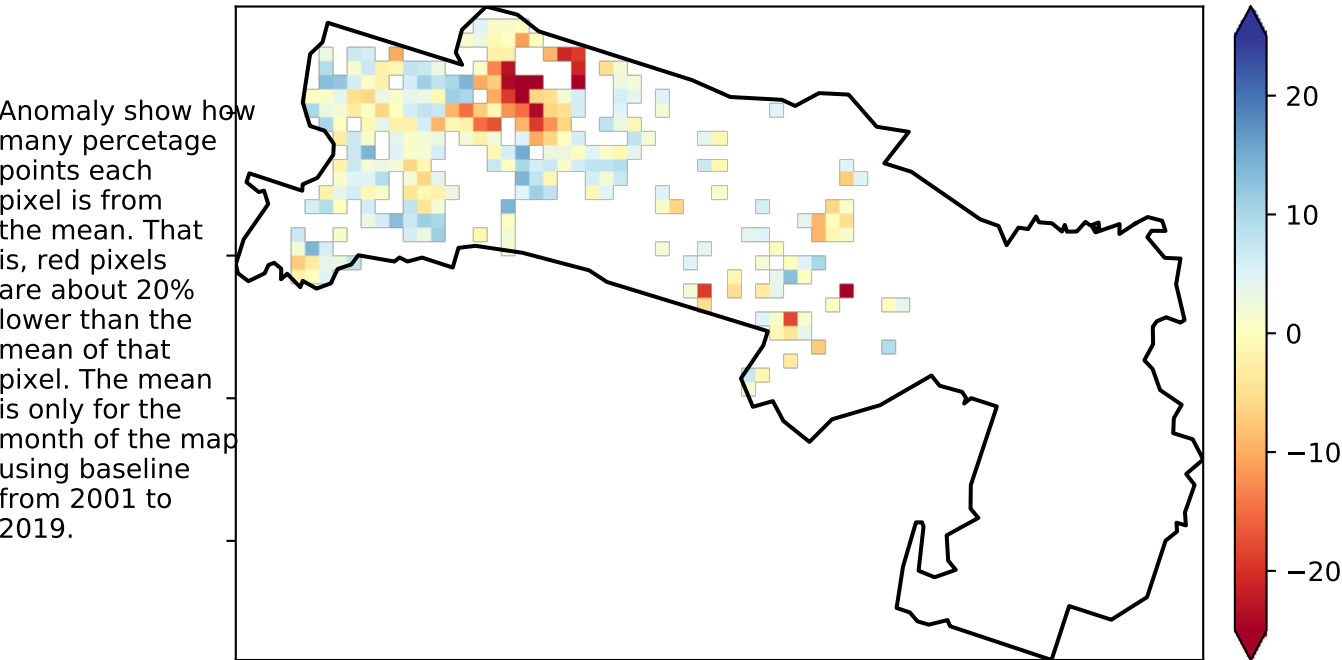 Anomaly show how
many percetage
points each
pixel is from
the mean. That
is, red pixels
are about 20%
lower than the
mean of that
pixel. The mean
is only for the
month of the map
using baseline
from 2001 to
2019.
20
10
0
−10
−20